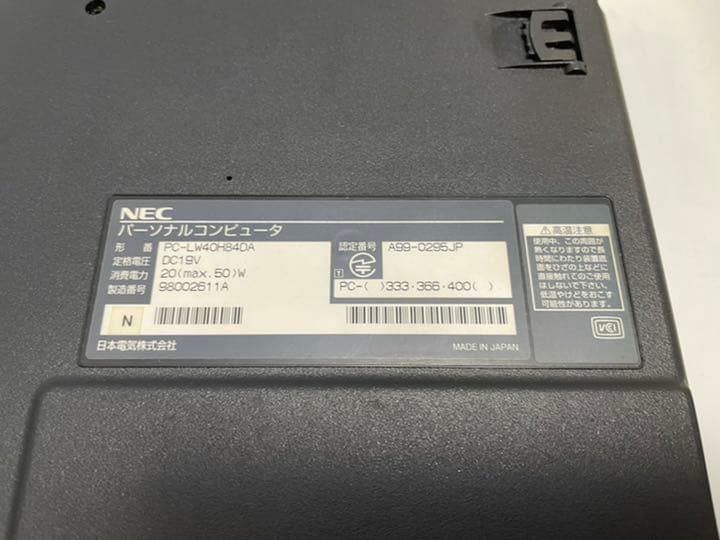 NEC
パーソナルコンピュータ
形 番 PC-LW40H84DA
定格電圧 DC19V
消費電力 20(max.50)W
製造番号 98002611A
認定番号 A99-0295JP
T
PC-( )333･366･400( )
N
日本電気株式会社
MADE IN JAPAN
⚠高温注意
使用中、この周囲が
熱くなりますので長
時間にわたり装置底
面をひざの上などに
直接触れてのご使用
はしないで下さい。
低温やけどをおこす
可能性があります。
VCCI